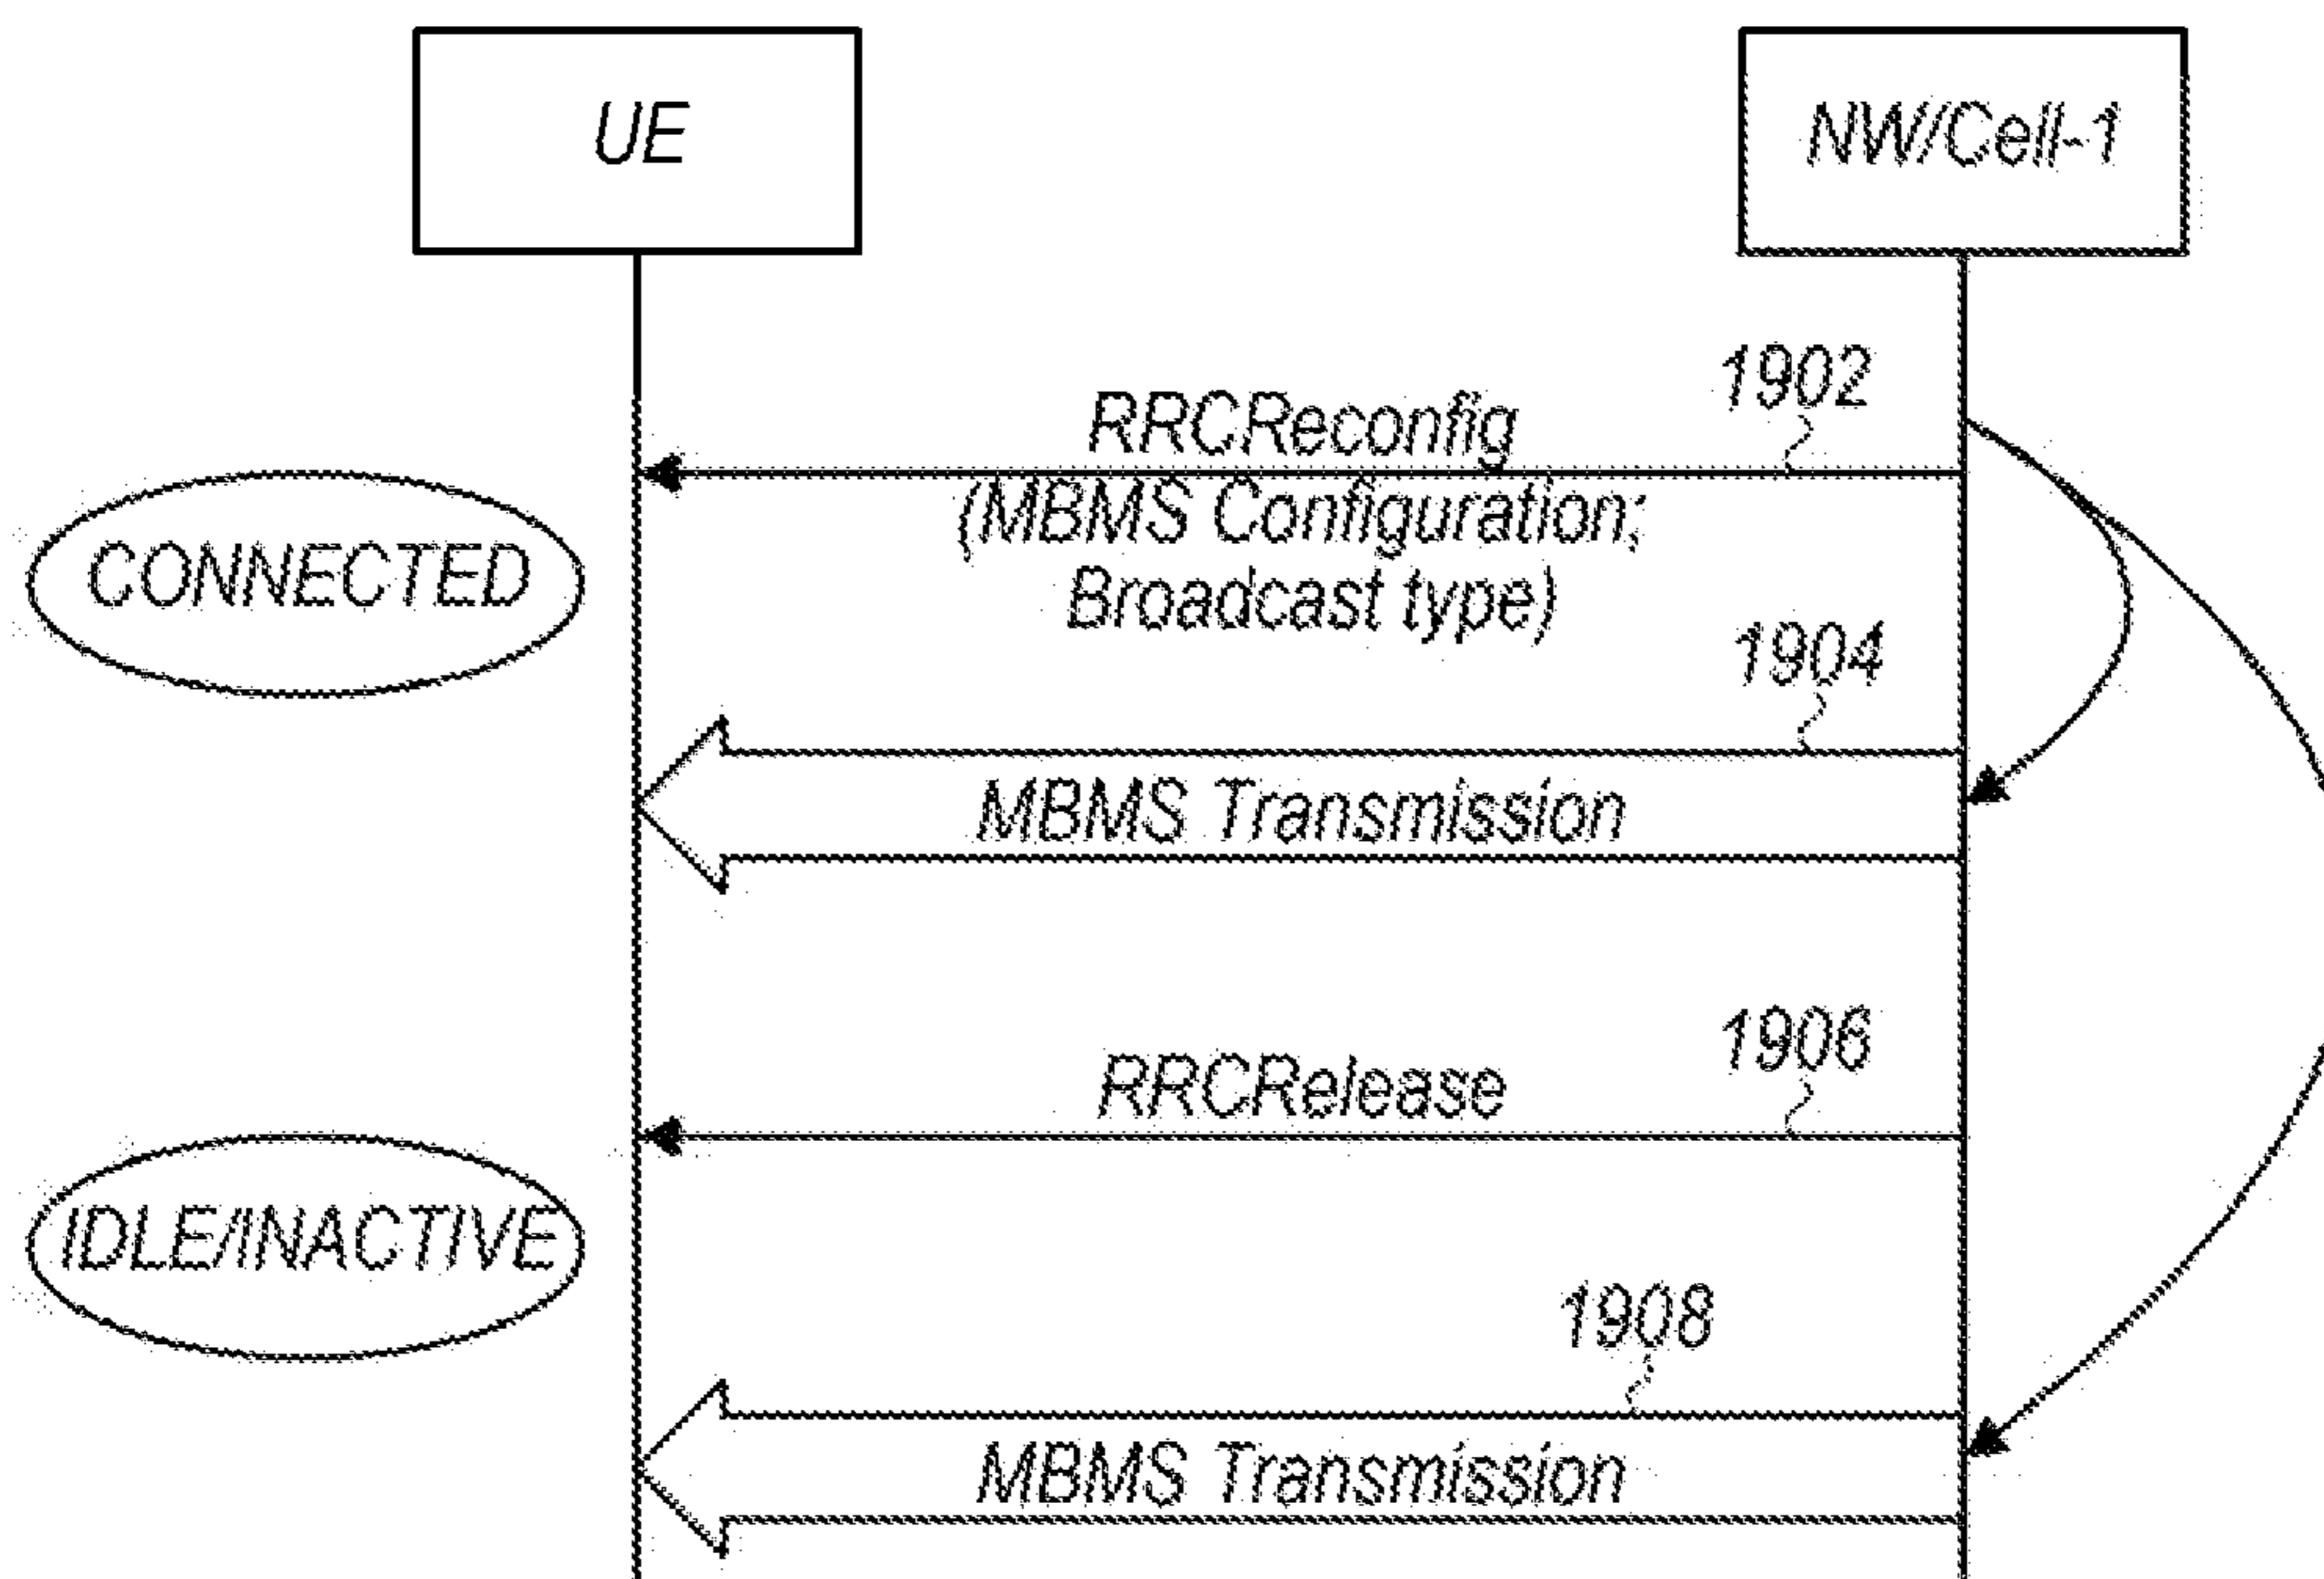 UE
NW/Cell-1
1902
RRCReconfig
(MBMS Configuration;
Broadcast type)
CONNECTED
1904
MBMS Transmission
1906
RRCRelease
IDLE/INACTIVE
1908
MBMS Transmission